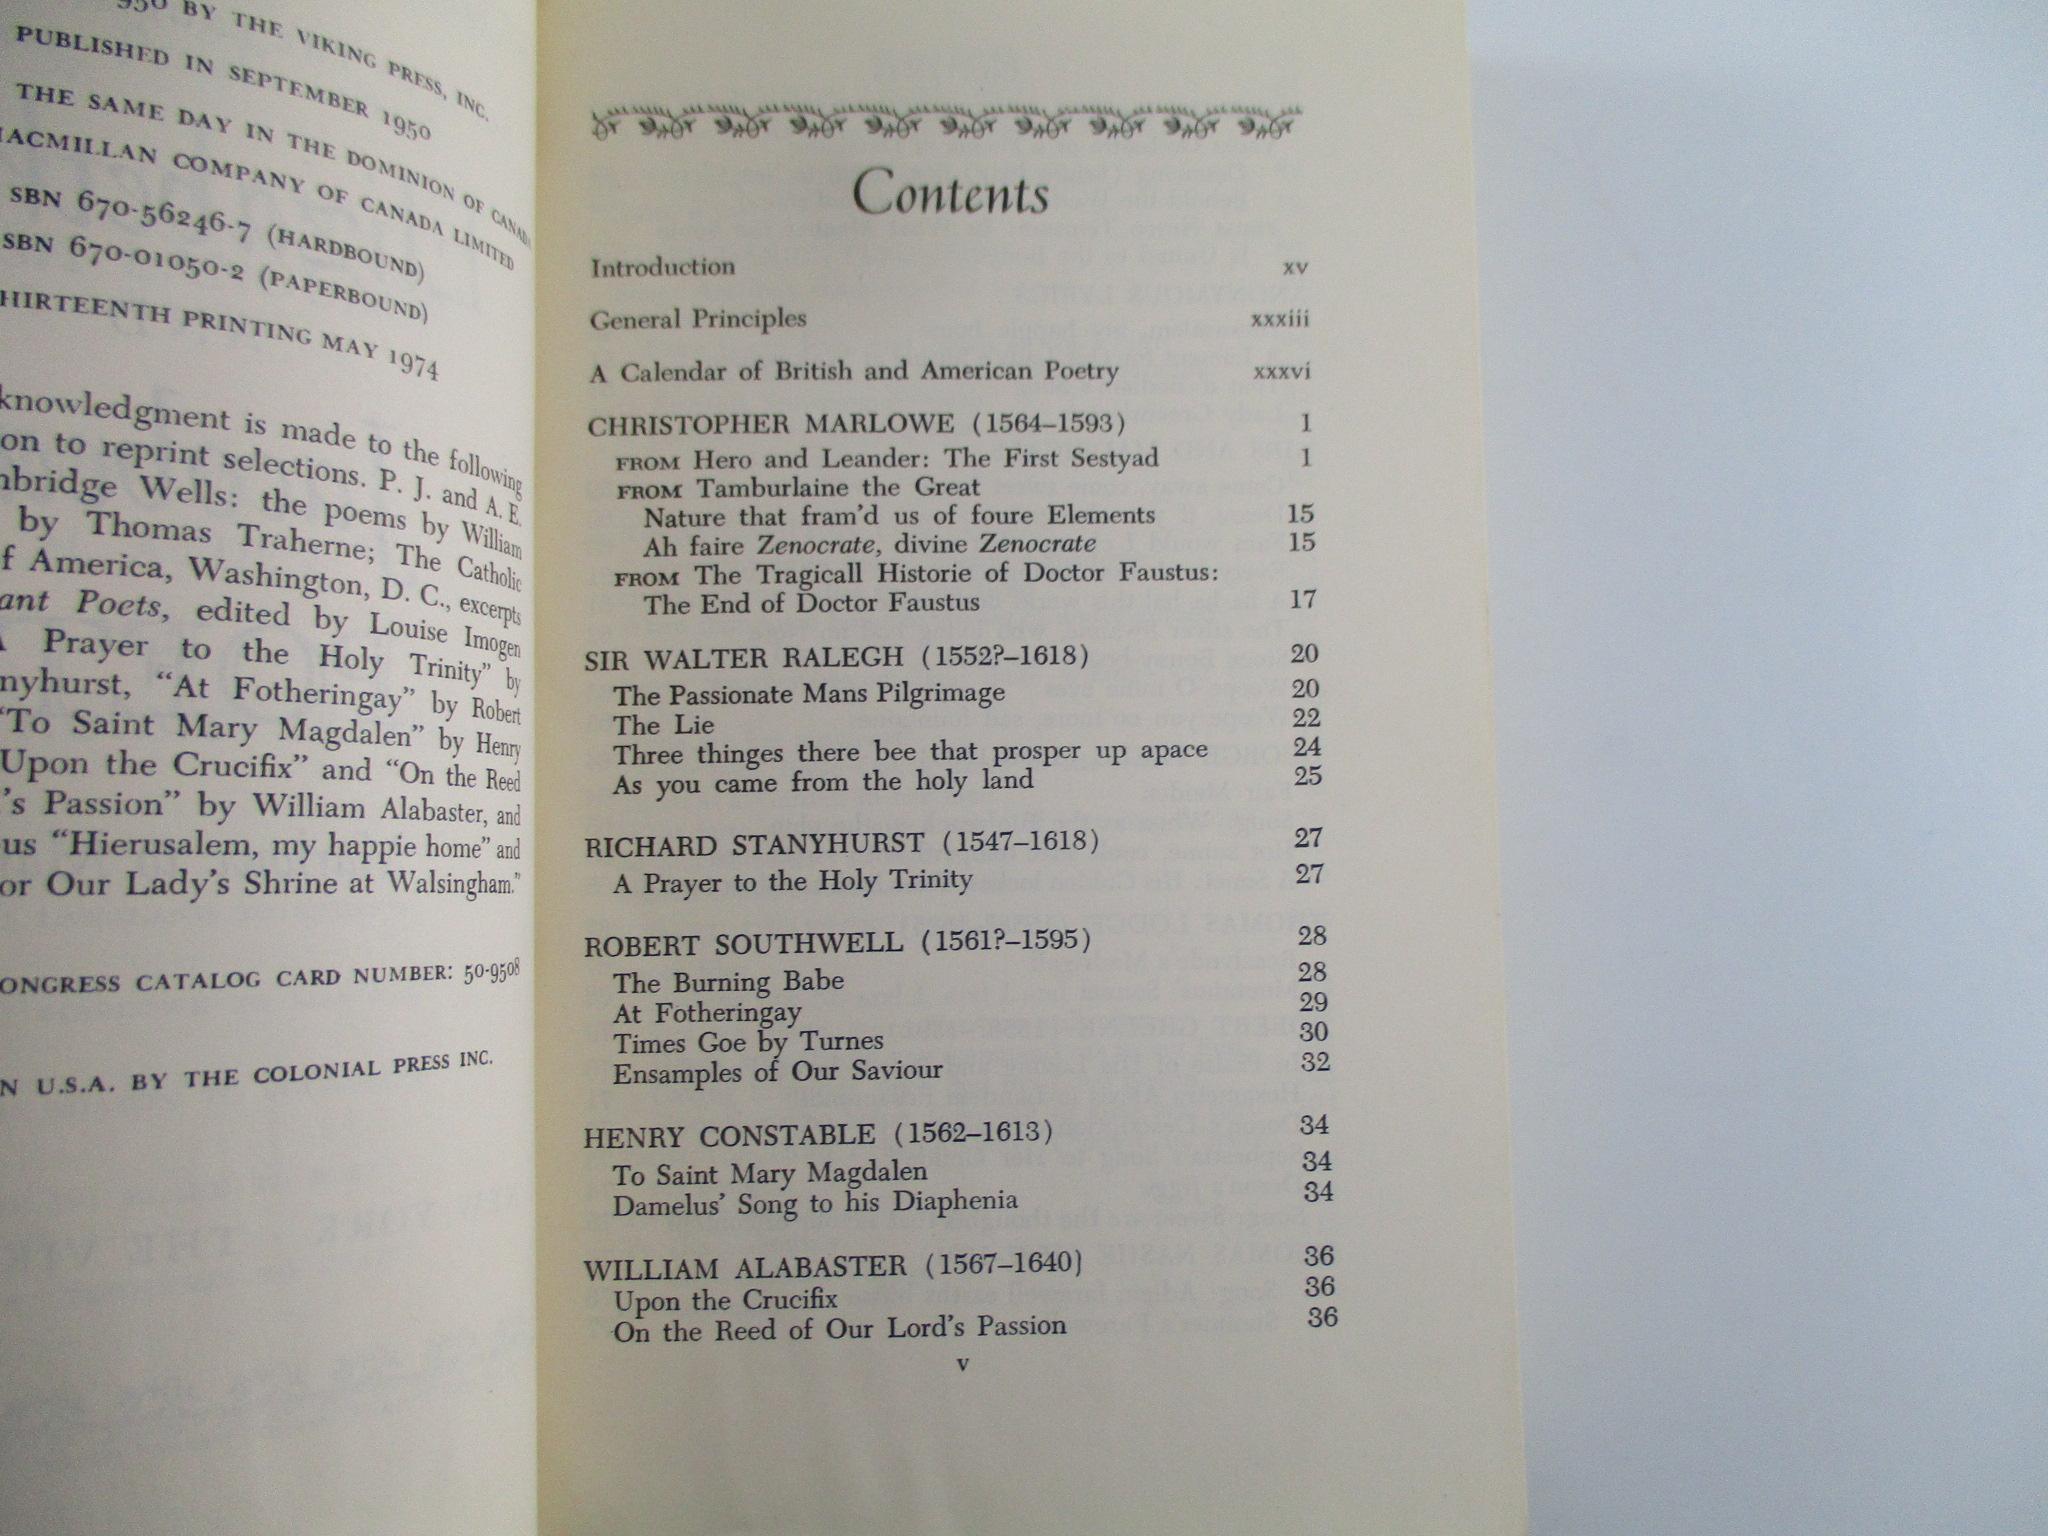 950 BY THE VIKING PRESS, INC.
PUBLISHED IN SEPTEMBER 1950
THE SAME DAY IN THE DOMINION OF CANADA
MACMILLAN COMPANY OF CANADA LIMITED
SBN 670-56246-7 (HARDBOUND)
SBN 670-01050-2 (PAPERBOUND)
HIRTEENTH PRINTING MAY 1974
knowledgment is made to the following
on to reprint selections. P. J. and A. E.
nbridge Wells: the poems by William
by Thomas Traherne; The Catholic
f America, Washington, D. C., excerpts
ant Poets, edited by Louise Imogen
A Prayer to the Holy Trinity” by
nyhurst, “At Fotheringay” by Robert
“To Saint Mary Magdalen” by Henry
Upon the Crucifix” and “On the Reed
’s Passion” by William Alabaster, and
us “Hierusalem, my happie home” and
or Our Lady’s Shrine at Walsingham.”
ONGRESS CATALOG CARD NUMBER: 50-9508
N U.S.A. BY THE COLONIAL PRESS INC.
Contents
Introduction xv
General Principles xxxiii
A Calendar of British and American Poetry xxxvi
CHRISTOPHER MARLOWE (1564–1593) 1
FROM Hero and Leander: The First Sestyad 1
FROM Tamburlaine the Great
Nature that fram’d us of foure Elements 15
Ah faire Zenocrate, divine Zenocrate 15
FROM The Tragicall Historie of Doctor Faustus:
The End of Doctor Faustus 17
SIR WALTER RALEGH (1552?–1618) 20
The Passionate Mans Pilgrimage 20
The Lie 22
Three thinges there bee that prosper up apace 24
As you came from the holy land 25
RICHARD STANYHURST (1547–1618) 27
A Prayer to the Holy Trinity 27
ROBERT SOUTHWELL (1561?–1595) 28
The Burning Babe 28
At Fotheringay 29
Times Goe by Turnes 30
Ensamples of Our Saviour 32
HENRY CONSTABLE (1562–1613) 34
To Saint Mary Magdalen 34
Damelus’ Song to his Diaphenia 34
WILLIAM ALABASTER (1567–1640) 36
Upon the Crucifix 36
On the Reed of Our Lord’s Passion 36
v